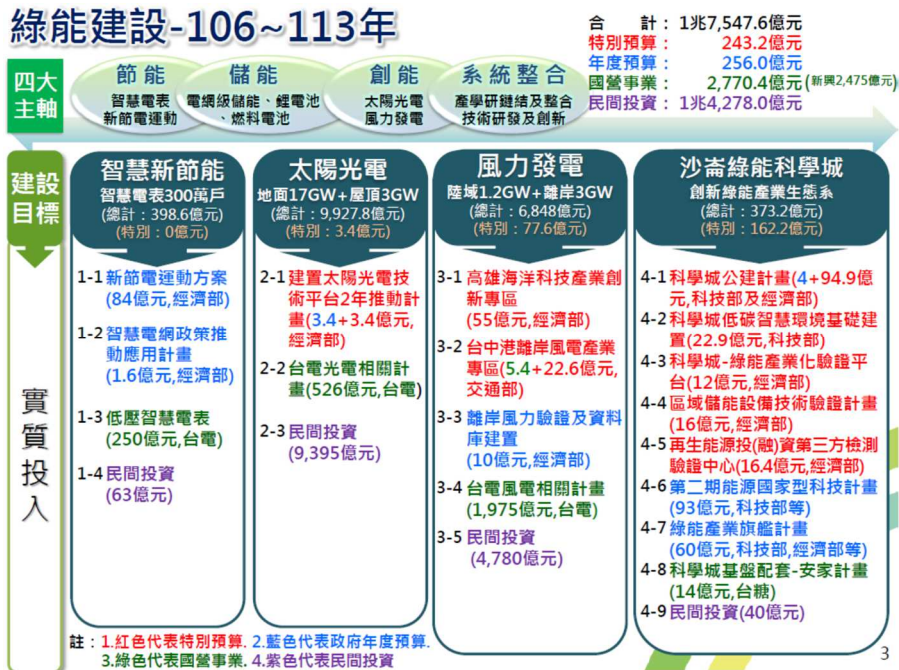 綠能建設-106~113年
合　　計：1兆7,547.6億元
特別預算：243.2億元
年度預算：256.0億元
國營事業：2,770.4億元(新興2,475億元)
民間投資：1兆4,278.0億元
四大
主軸
節能
智慧電表
新節電運動
儲能
電網級儲能、鋰電池
、燃料電池
創能
太陽光電
風力發電
系統整合
產學研鏈結及整合
技術研發及創新
建設
目標
實質投入
智慧新節能
智慧電表300萬戶
(總計：398.6億元)
(特別：0億元)
1-1 新節電運動方案
(84億元,經濟部)
1-2 智慧電網政策推
動應用計畫
(1.6億元,經濟部)
1-3 低壓智慧電表
(250億元,台電)
1-4 民間投資
(63億元)
太陽光電
地面17GW+屋頂3GW
(總計：9,927.8億元)
(特別：3.4億元)
2-1 建置太陽光電技
術平台2年推動計
畫(3.4+3.4億元,
經濟部)
2-2 台電光電相關計
畫(526億元,台電)
2-3 民間投資
(9,395億元)
風力發電
陸域1.2GW+離岸3GW
(總計：6,848億元)
(特別：77.6億元)
3-1 高雄海洋科技產業創
新專區
(55億元,經濟部)
3-2 台中港離岸風電產業
專區(5.4+22.6億元,
交通部)
3-3 離岸風力驗證及資料
庫建置
(10億元,經濟部)
3-4 台電風電相關計畫
(1,975億元,台電)
3-5 民間投資
(4,780億元)
沙崙綠能科學城
創新綠能產業生態系
(總計：373.2億元)
(特別：162.2億元)
4-1 科學城公建計畫(4+94.9億
元,科技部及經濟部)
4-2 科學城低碳智慧環境基礎建
置(22.9億元,科技部)
4-3 科學城-綠能產業化驗證平
台(12億元,經濟部)
4-4 區域儲能設備技術驗證計畫
(16億元,經濟部)
4-5 再生能源投(融)資第三方檢測
驗證中心(16.4億元,經濟部)
4-6 第二期能源國家型科技計畫
(93億元,科技部等)
4-7 綠能產業旗艦計畫
(60億元,科技部,經濟部等)
4-8 科學城基盤配套-安家計畫
(14億元,台糖)
4-9 民間投資(40億元)
註：1.紅色代表特別預算. 2.藍色代表政府年度預算.
3.綠色代表國營事業. 4.紫色代表民間投資
3